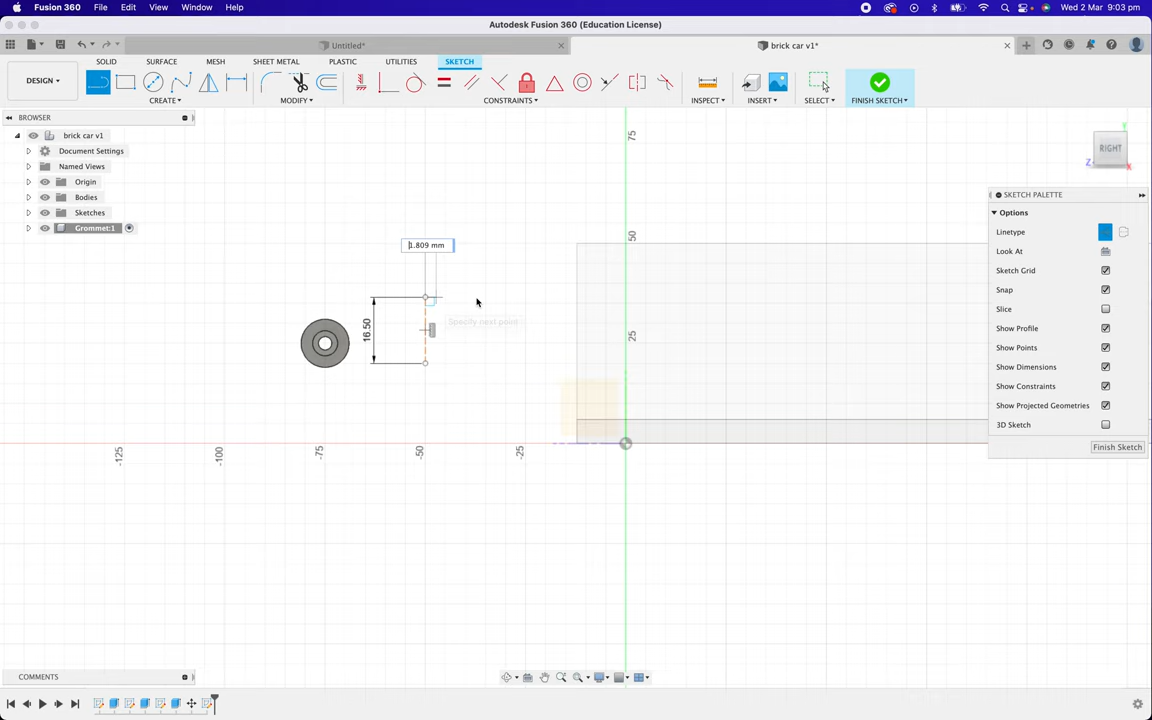 Fusion 360 File Edit View Window Help
Wed 2 Mar 9:03 pm
Autodesk Fusion 360 (Education License)
Untitled*
brick car v1*
DESIGN
SOLID SURFACE MESH SHEET METAL PLASTIC UTILITIES SKETCH
CREATE MODIFY CONSTRAINTS INSPECT INSERT SELECT FINISH SKETCH
BROWSER
brick car v1
Document Settings
Named Views
Origin
Bodies
Sketches
Grommet:1
75
50
25
-125
-100
-75
-50
-25
1.809 mm
16.50
Specify next point
RIGHT
Z
X
Y
SKETCH PALETTE
Options
Linetype
Look At
Sketch Grid
Snap
Slice
Show Profile
Show Points
Show Dimensions
Show Constraints
Show Projected Geometries
3D Sketch
Finish Sketch
COMMENTS